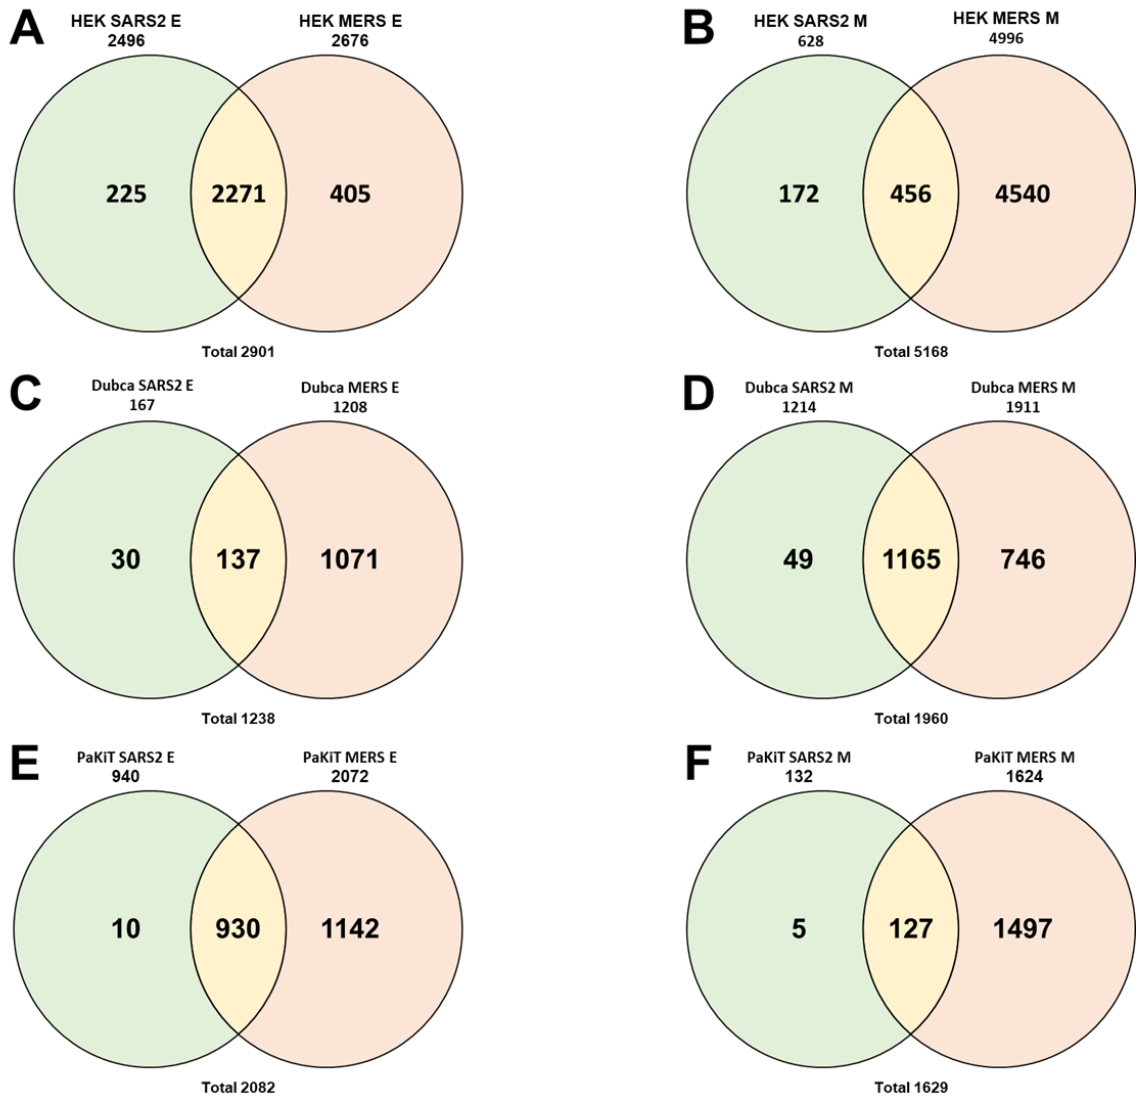 A
HEK SARS2 E
2496
HEK MERS E
2676
225
2271
405
Total 2901
B
HEK SARS2 M
628
HEK MERS M
4996
172
456
4540
Total 5168
C
Dubca SARS2 E
167
Dubca MERS E
1208
30
137
1071
Total 1238
D
Dubca SARS2 M
1214
Dubca MERS M
1911
49
1165
746
Total 1960
E
PaKiT SARS2 E
940
PaKiT MERS E
2072
10
930
1142
Total 2082
F
PaKiT SARS2 M
132
PaKiT MERS M
1624
5
127
1497
Total 1629